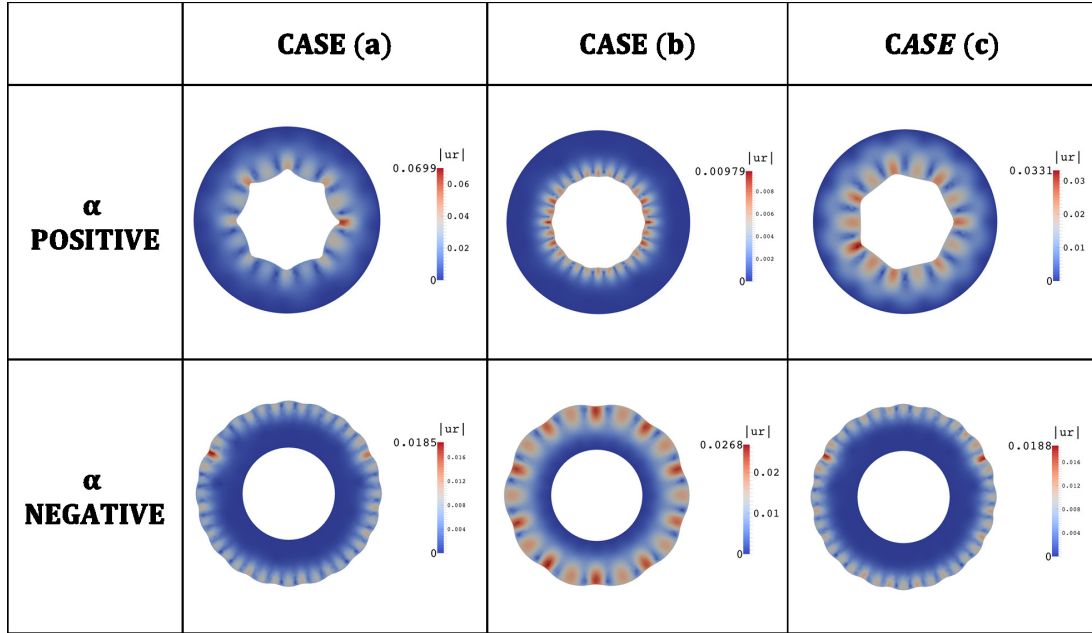 CASE (a)
CASE (b)
CASE (c)
α
POSITIVE
|ur|
0.0699
0.06
0.04
0.02
0
|ur|
0.00979
0.008
0.006
0.004
0.002
0
|ur|
0.0331
0.03
0.02
0.01
0
α
NEGATIVE
|ur|
0.0185
0.016
0.012
0.008
0.004
0
|ur|
0.0268
0.02
0.01
0
|ur|
0.0188
0.016
0.012
0.008
0.004
0